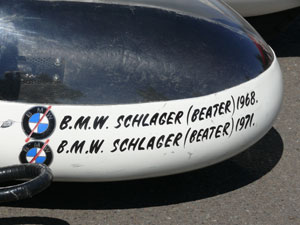 B.M.W. SCHLAGER (BEATER) 1968.
B.M.W. SCHLAGER (BEATER) 1971.